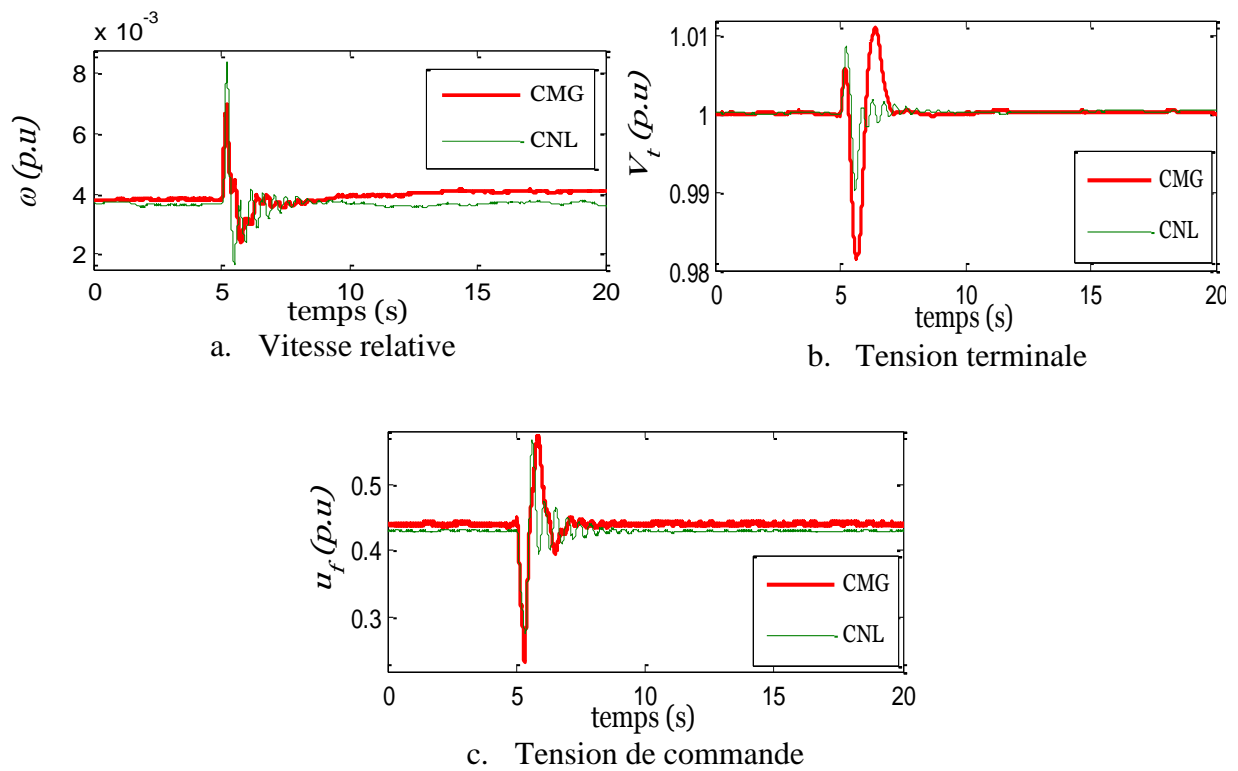 x 10-3
8
6
4
2
ω (p.u)
CMG
CNL
0 5 10 15 20
temps (s)
a. Vitesse relative
1.01
1
0.99
0.98
V_t (p.u)
CMG
CNL
0 5 10 15 20
temps (s)
b. Tension terminale
0.5
0.4
0.3
u_f (p.u)
CMG
CNL
0 5 10 15 20
temps (s)
c. Tension de commande